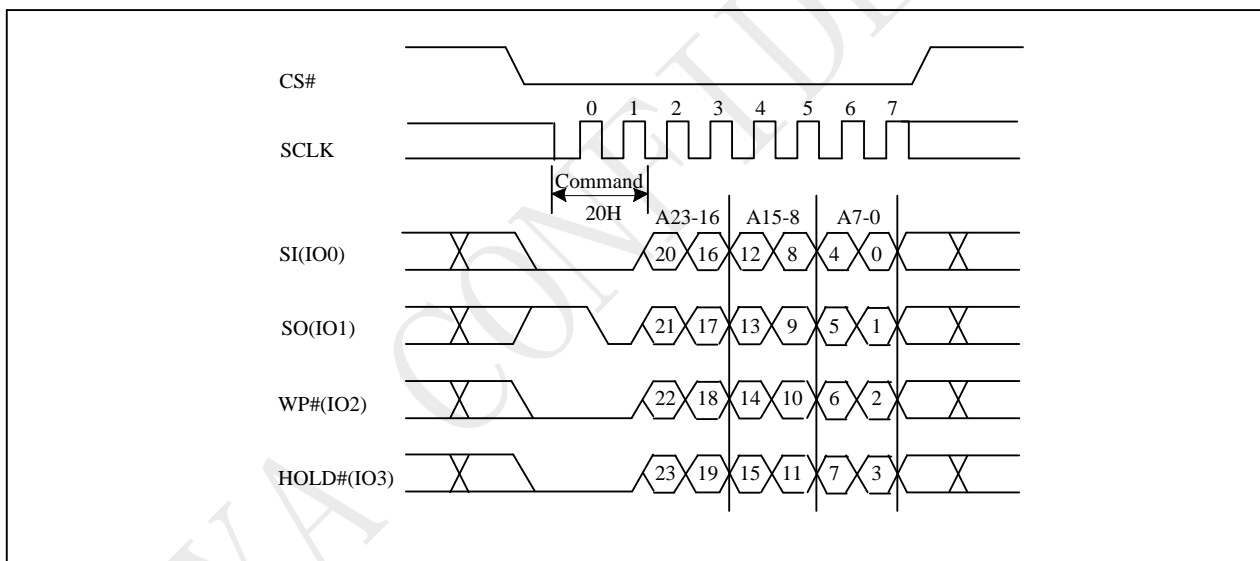 CS#
0 1 2 3 4 5 6 7
SCLK
Command
20H
A23-16 A15-8 A7-0
SI(IO0) 20 16 12 8 4 0
SO(IO1) 21 17 13 9 5 1
WP#(IO2) 22 18 14 10 6 2
HOLD#(IO3) 23 19 15 11 7 3